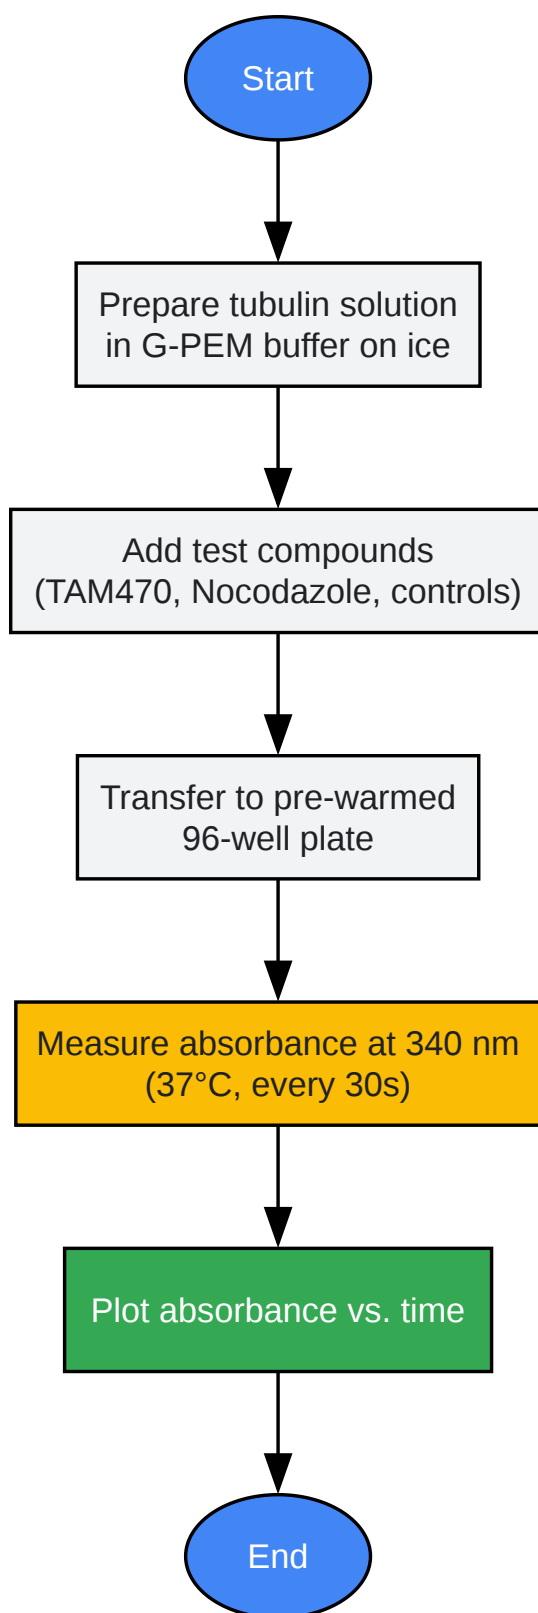 Start
Prepare tubulin solution
in G-PEM buffer on ice
Add test compounds
(TAM470, Nocodazole, controls)
Transfer to pre-warmed
96-well plate
Measure absorbance at 340 nm
(37°C, every 30s)
Plot absorbance vs. time
End